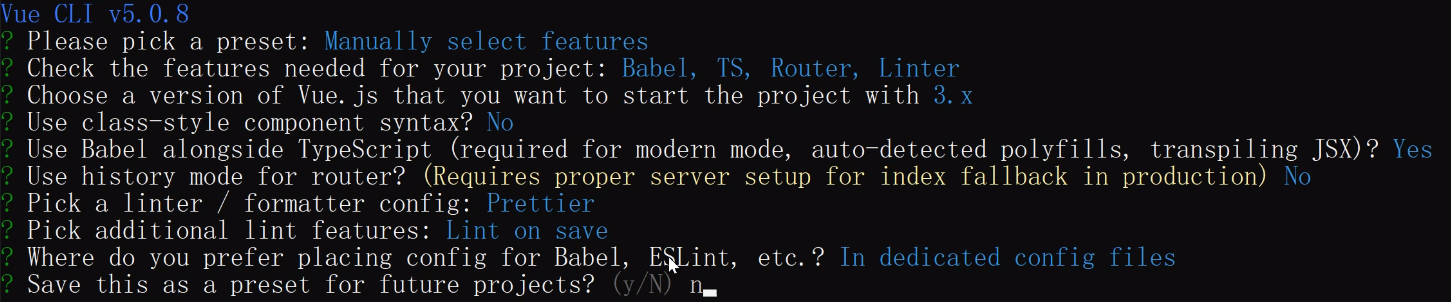 Vue CLI v5.0.8
? Please pick a preset: Manually select features
? Check the features needed for your project: Babel, TS, Router, Linter
? Choose a version of Vue.js that you want to start the project with 3.x
? Use class-style component syntax? No
? Use Babel alongside TypeScript (required for modern mode, auto-detected polyfills, transpiling JSX)? Yes
? Use history mode for router? (Requires proper server setup for index fallback in production) No
? Pick a linter / formatter config: Prettier
? Pick additional lint features: Lint on save
? Where do you prefer placing config for Babel, ESLint, etc.? In dedicated config files
? Save this as a preset for future projects? (y/N) n